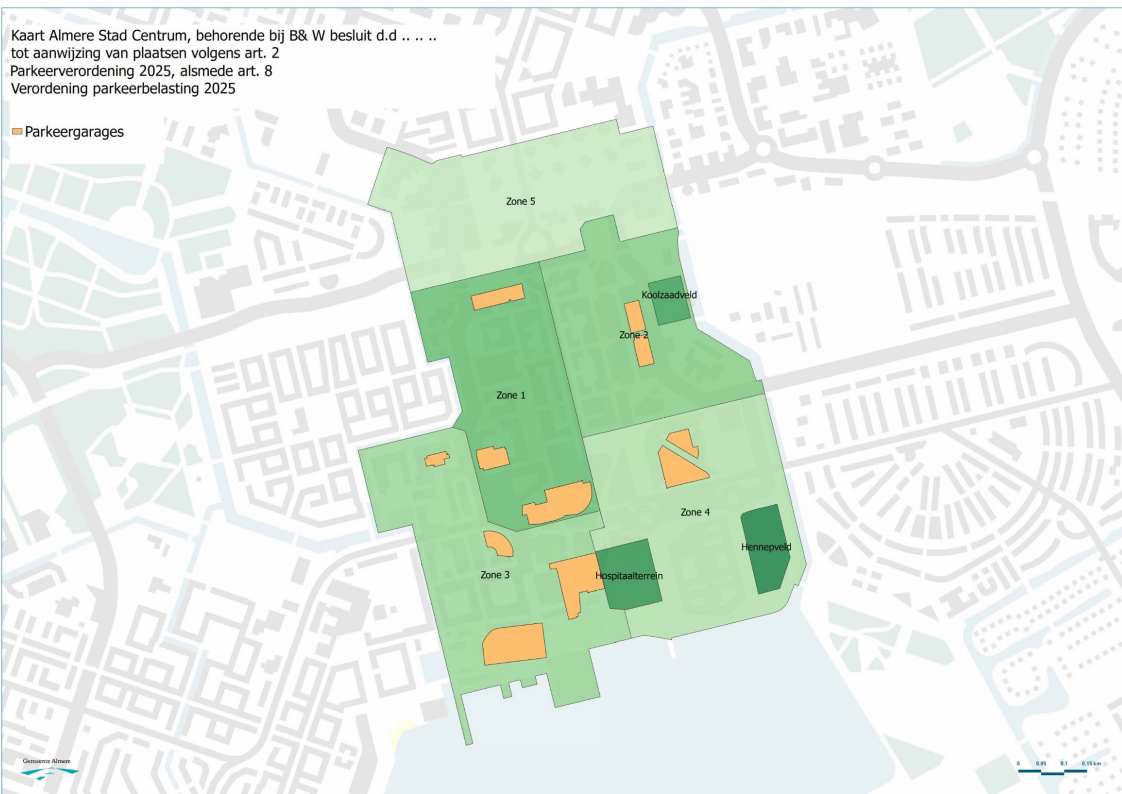 Kaart Almere Stad Centrum, behorende bij B& W besluit d.d .. .. ..
tot aanwijzing van plaatsen volgens art. 2
Parkeerverordening 2025, alsmede art. 8
Verordening parkeerbelasting 2025
Parkeergarages
Zone 5
Koolzaadveld
Zone 2
Zone 1
Zone 4
Hennepveld
Zone 3
Hospitaalterrein
Gemeente Almere
0 0.05 0.1 0.15 km